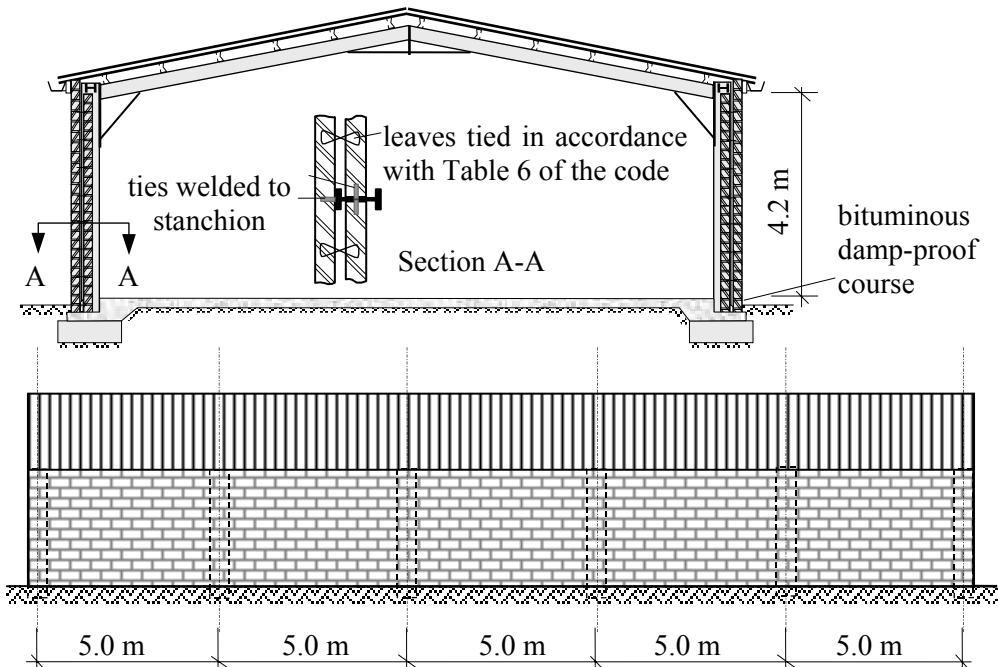 leaves tied in accordance
with Table 6 of the code
ties welded to
stanchion
4.2 m
bituminous
damp-proof
course
A
A
Section A-A
5.0 m
5.0 m
5.0 m
5.0 m
5.0 m